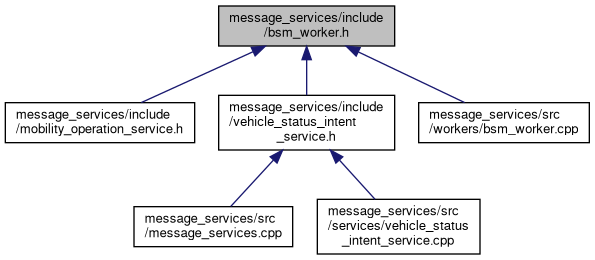 message_services/include
/bsm_worker.h
message_services/include
/mobility_operation_service.h
message_services/include
/vehicle_status_intent
_service.h
message_services/src
/workers/bsm_worker.cpp
message_services/src
/message_services.cpp
message_services/src
/services/vehicle_status
_intent_service.cpp